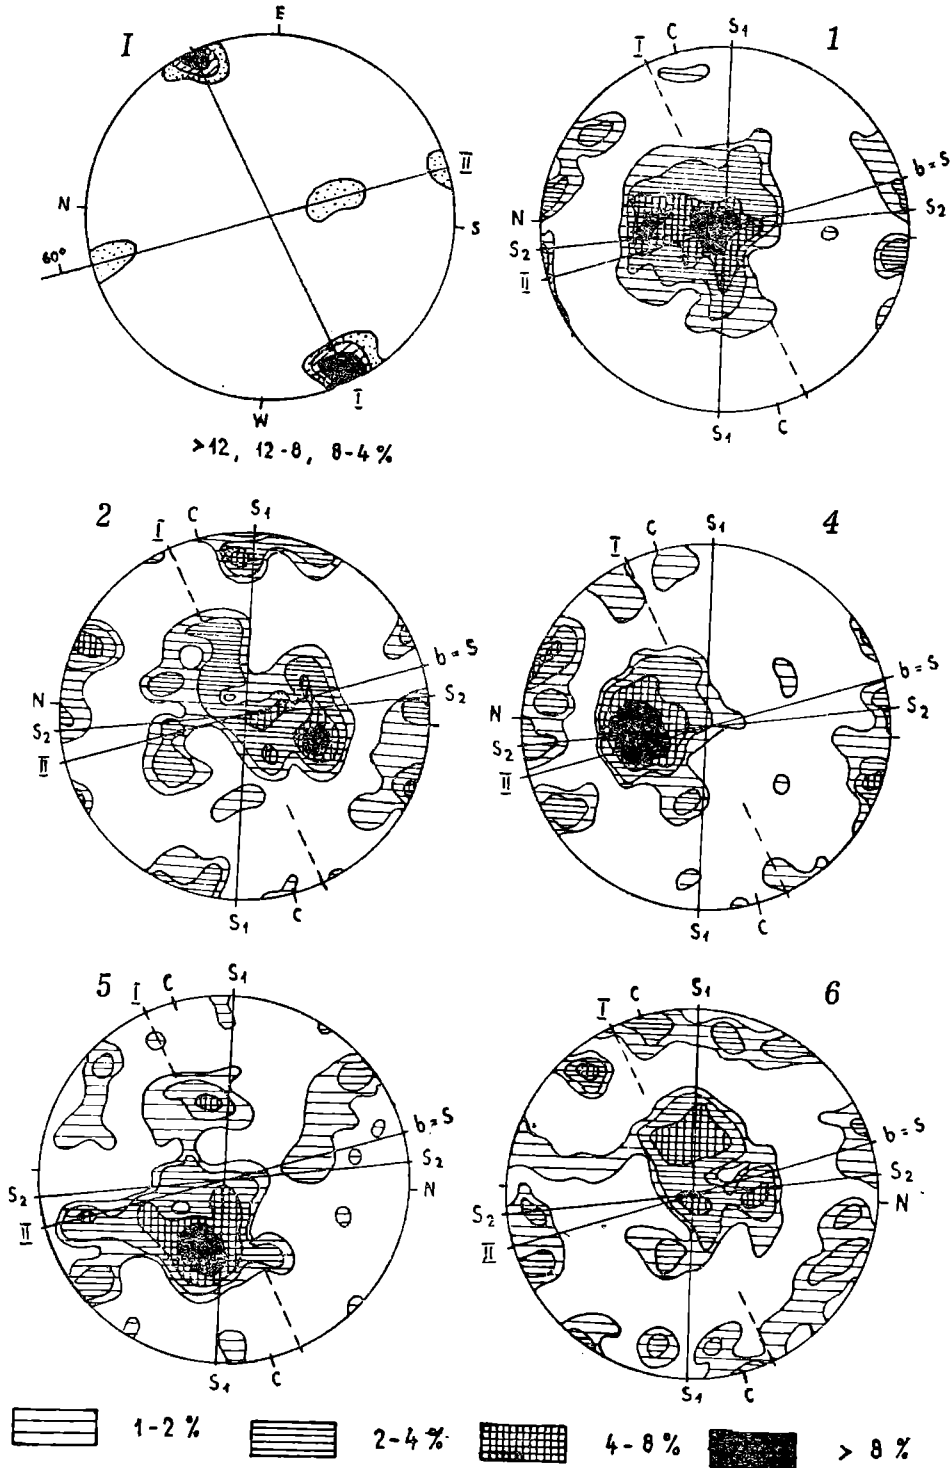 E
I
N
II
S
60°
W
I
>12, 12-8, 8-4 %
1
I
C
S₁
b=S
S₂
N
S₂
II
S₁
C
2
I
C
S₁
b=S
S₂
N
S₂
II
S₁
C
4
I
C
S₁
b=S
S₂
N
S₂
II
S₁
C
5
I
C
S₁
b=S
S₂
N
S₂
II
S₁
C
6
I
C
S₁
b=S
S₂
N
S₂
II
S₁
C
1-2 %
2-4 %
4-8 %
> 8 %